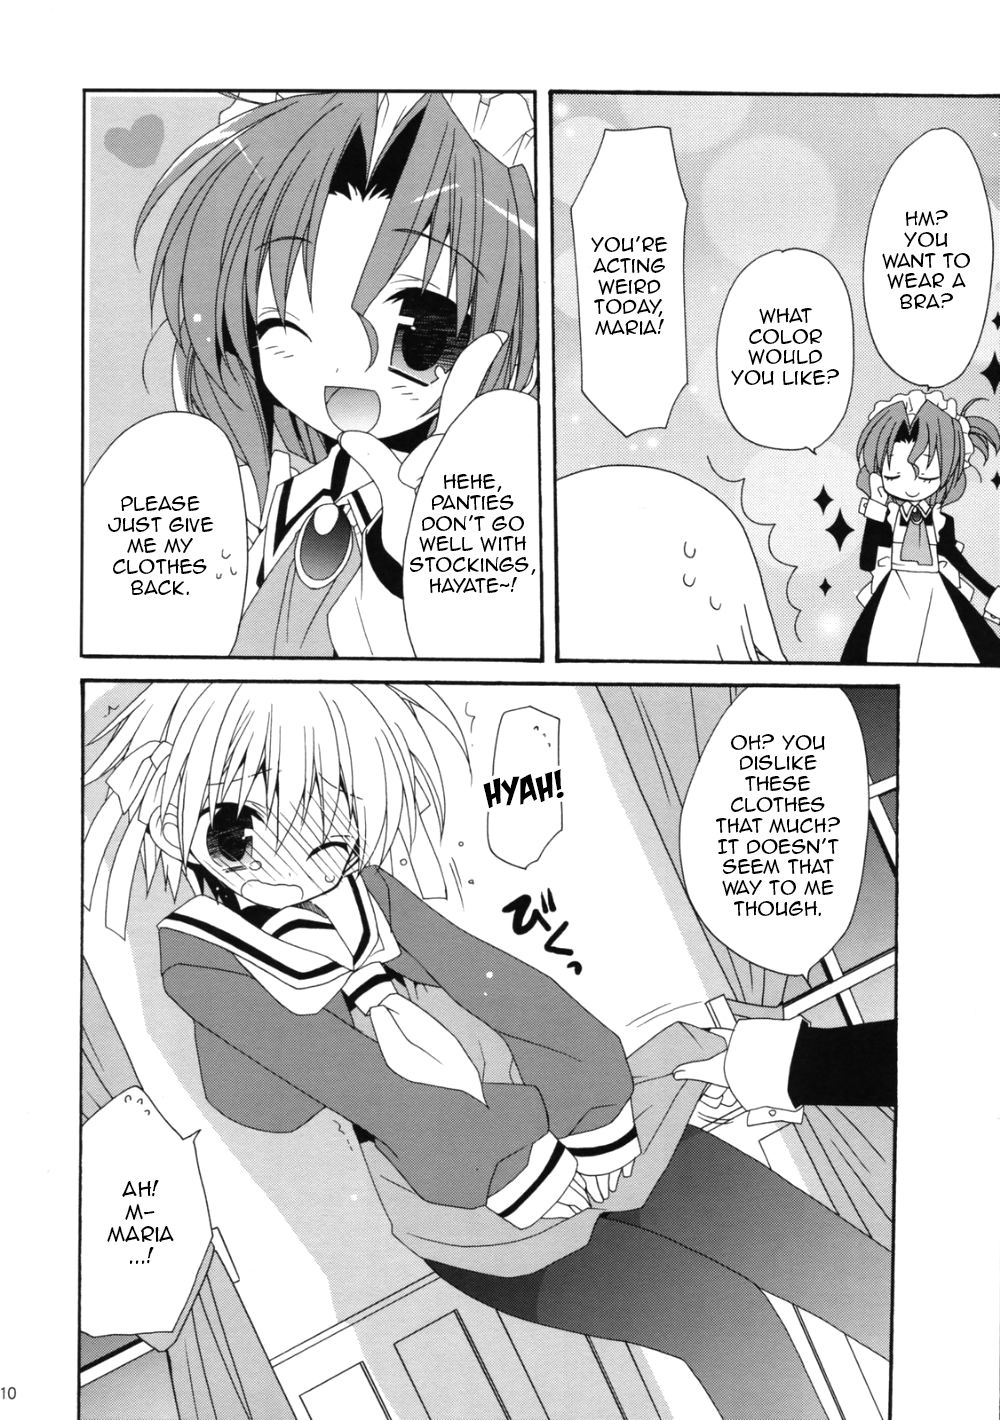 HM?
YOU
WANT TO
WEAR A
BRA?
WHAT
COLOR
WOULD
YOU LIKE?
YOU'RE
ACTING
WEIRD
TODAY,
MARIA!
HEHE,
PANTIES
DON'T GO
WELL WITH
STOCKINGS,
HAYATE~!
PLEASE
JUST GIVE
ME MY
CLOTHES
BACK.
OH? YOU
DISLIKE
THESE
CLOTHES
THAT MUCH?
IT DOESN'T
SEEM THAT
WAY TO ME
THOUGH.
HYAH!
びくっ
AH!
M-
MARIA
...!
10